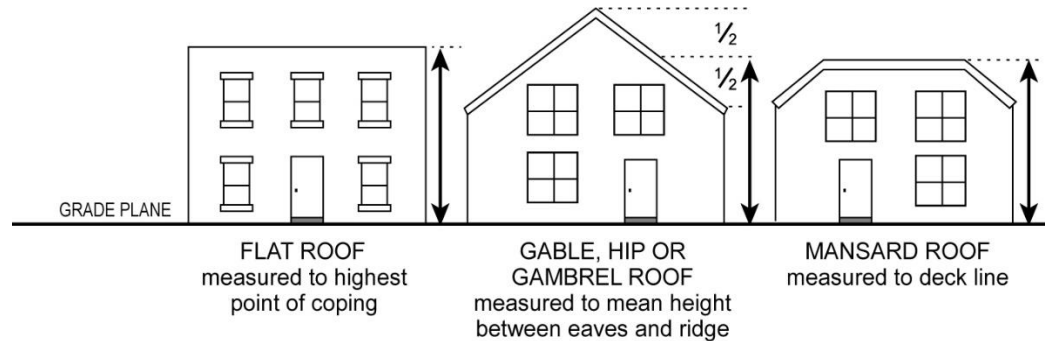 ½
½
GRADE PLANE
FLAT ROOF
measured to highest
point of coping
GABLE, HIP OR
GAMBREL ROOF
measured to mean height
between eaves and ridge
MANSARD ROOF
measured to deck line